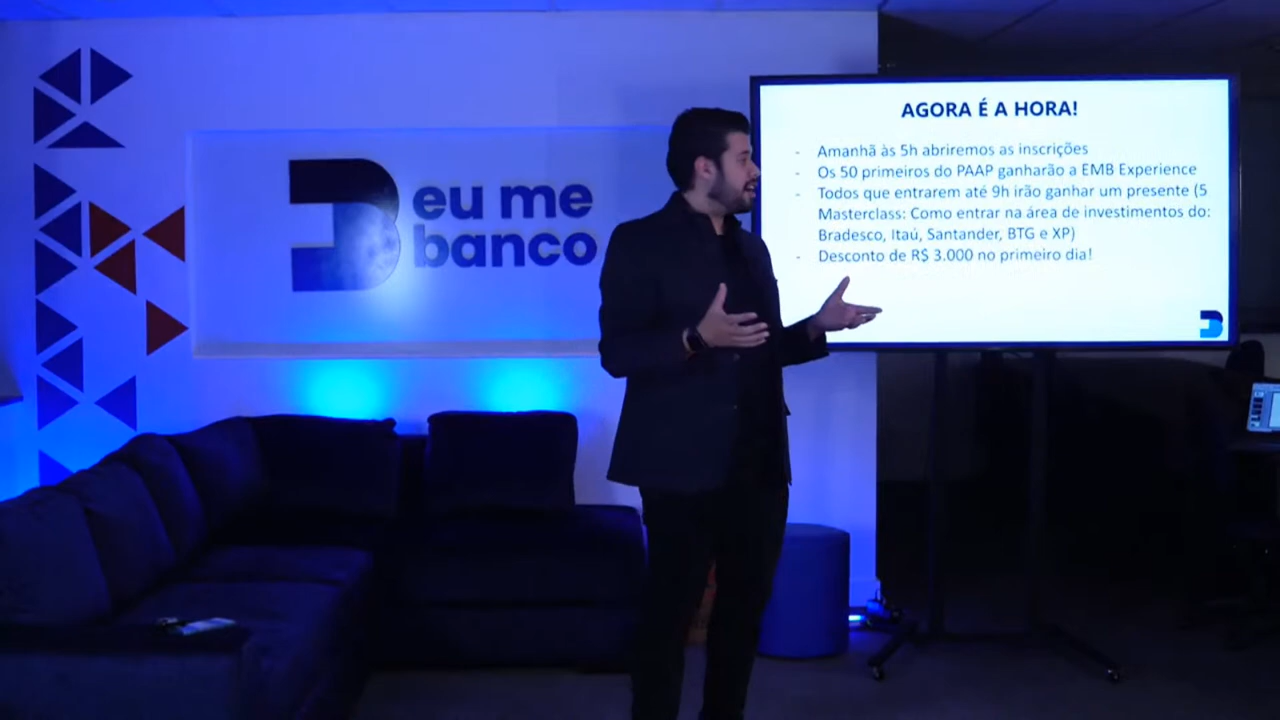 eu me
banco
AGORA É A HORA!
- Amanhã às 5h abriremos as inscrições
- Os 50 primeiros do PAAP ganharão a EMB Experience
- Todos que entrarem até 9h irão ganhar um presente (5
Masterclass: Como entrar na área de investimentos do:
Bradesco, Itaú, Santander, BTG e XP)
- Desconto de R$ 3.000 no primeiro dia!